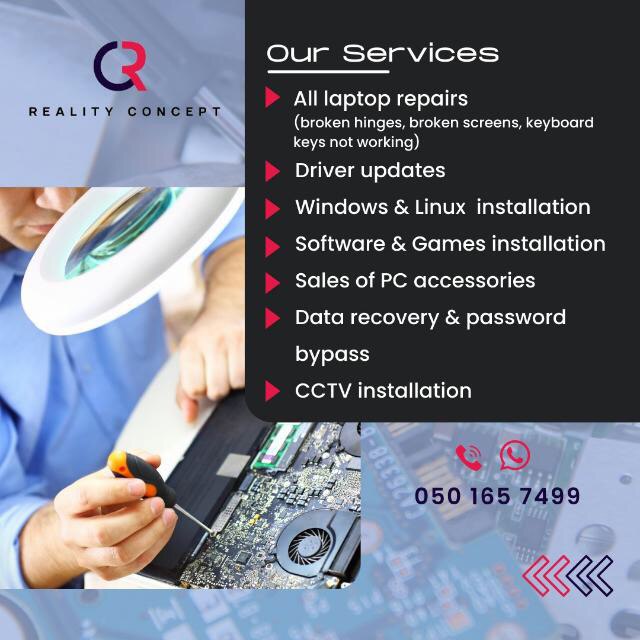 CR
REALITY CONCEPT
Our Services
All laptop repairs
(broken hinges, broken screens, keyboard
keys not working)
Driver updates
Windows & Linux installation
Software & Games installation
Sales of PC accessories
Data recovery & password
bypass
CCTV installation
050 165 7499